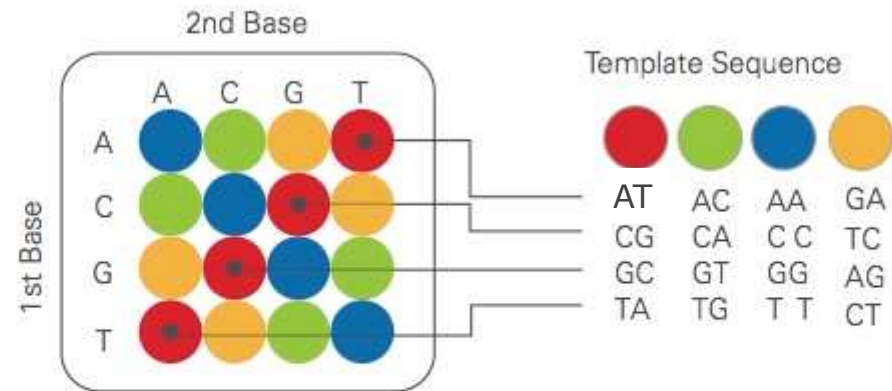 2nd Base
A C G T
1st Base
A
C
G
T
Template Sequence
AT AC AA GA
CG CA C C TC
GC GT GG AG
TA TG T T CT